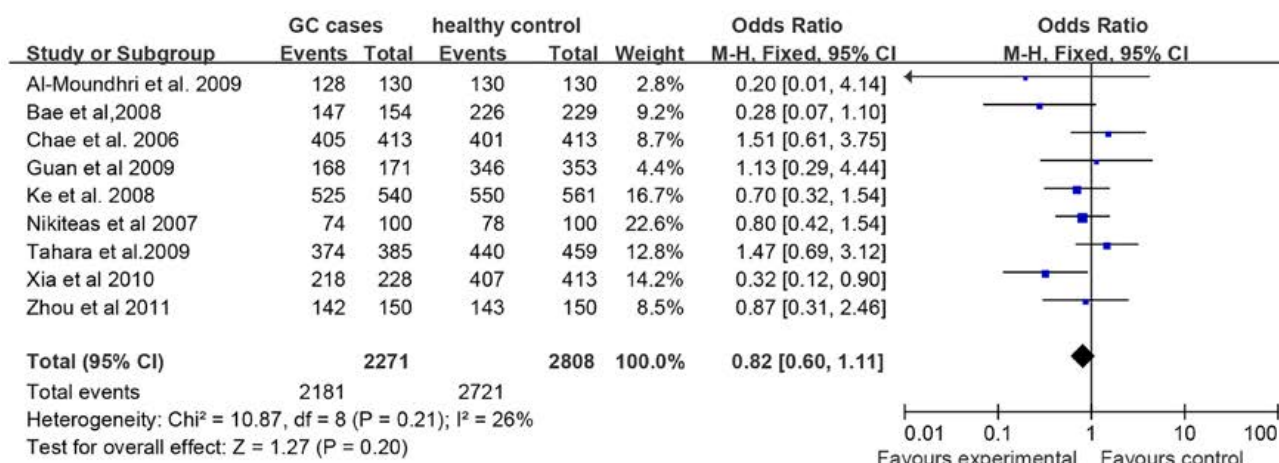 GC cases healthy control Odds Ratio Odds Ratio
Study or Subgroup Events Total Events Total Weight M-H, Fixed, 95% CI M-H, Fixed, 95% CI
Al-Moundhri et al. 2009 128 130 130 130 2.8% 0.20 [0.01, 4.14]
Bae et al,2008 147 154 226 229 9.2% 0.28 [0.07, 1.10]
Chae et al. 2006 405 413 401 413 8.7% 1.51 [0.61, 3.75]
Guan et al 2009 168 171 346 353 4.4% 1.13 [0.29, 4.44]
Ke et al. 2008 525 540 550 561 16.7% 0.70 [0.32, 1.54]
Nikiteas et al 2007 74 100 78 100 22.6% 0.80 [0.42, 1.54]
Tahara et al.2009 374 385 440 459 12.8% 1.47 [0.69, 3.12]
Xia et al 2010 218 228 407 413 14.2% 0.32 [0.12, 0.90]
Zhou et al 2011 142 150 143 150 8.5% 0.87 [0.31, 2.46]
Total (95% CI) 2271 2808 100.0% 0.82 [0.60, 1.11]
Total events 2181 2721
Heterogeneity: Chi² = 10.87, df = 8 (P = 0.21); I² = 26%
Test for overall effect: Z = 1.27 (P = 0.20)
0.01 0.1 1 10 100
Favours experimental Favours control